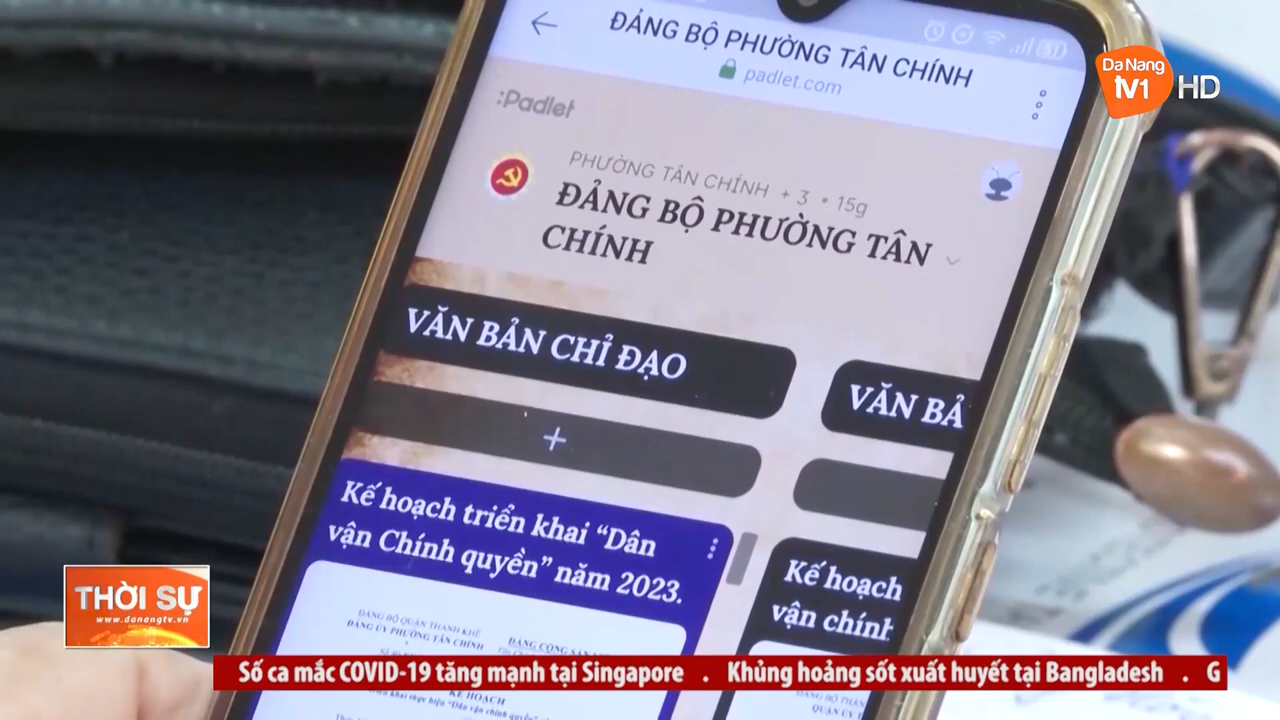 ĐẢNG BỘ PHƯỜNG TÂN CHÍNH
padlet.com
Da Nang
TV1 HD
:Padlet
PHƯỜNG TÂN CHÍNH + 3 • 15g
ĐẢNG BỘ PHƯỜNG TÂN
CHÍNH
VĂN BẢN CHỈ ĐẠO
VĂN BẢ
+
Kế hoạch triển khai “Dân
vận Chính quyền” năm 2023.
Kế hoạch
vận chính
ĐẢNG BỘ QUẬN THANH KHÊ
ĐẢNG ỦY PHƯỜNG TÂN CHÍNH
ĐẢNG CỘNG SẢN
KẾ HOẠCH
THỜI SỰ
www.danangtv.vn
Số ca mắc COVID-19 tăng mạnh tại Singapore . Khủng hoảng sốt xuất huyết tại Bangladesh . G